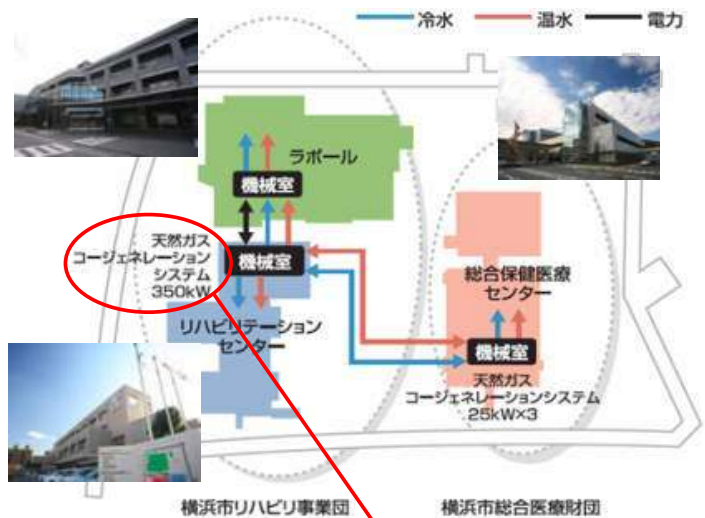 冷水 温水 電力
ラポール
機械室
天然ガス
コージェネレーション
システム
350kW
機械室
リハビリテーション
センター
総合保健医療
センター
機械室
天然ガス
コージェネレーションシステム
25kW×3
横浜市リハビリ事業団 横浜市総合医療財団